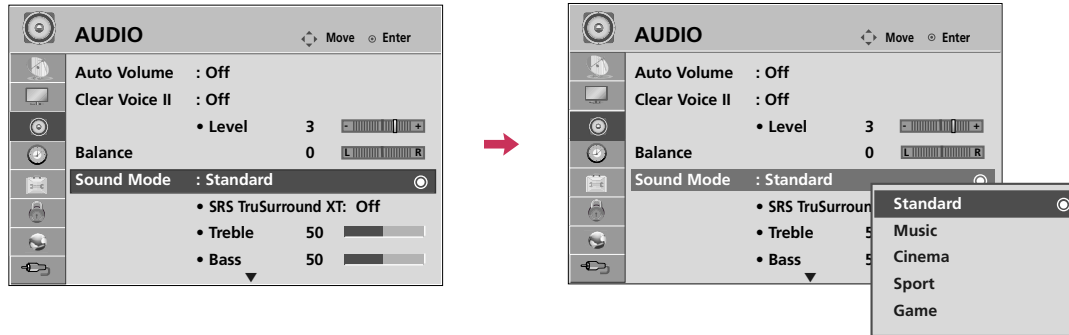 AUDIO Move Enter
Auto Volume : Off
Clear Voice II : Off
• Level 3 - +
Balance 0 L R
Sound Mode : Standard
• SRS TruSurround XT: Off
• Treble 50
• Bass 50
AUDIO Move Enter
Auto Volume : Off
Clear Voice II : Off
• Level 3 - +
Balance 0 L R
Sound Mode : Standard
• SRS TruSurroun
• Treble 5
• Bass 5
Standard
Music
Cinema
Sport
Game